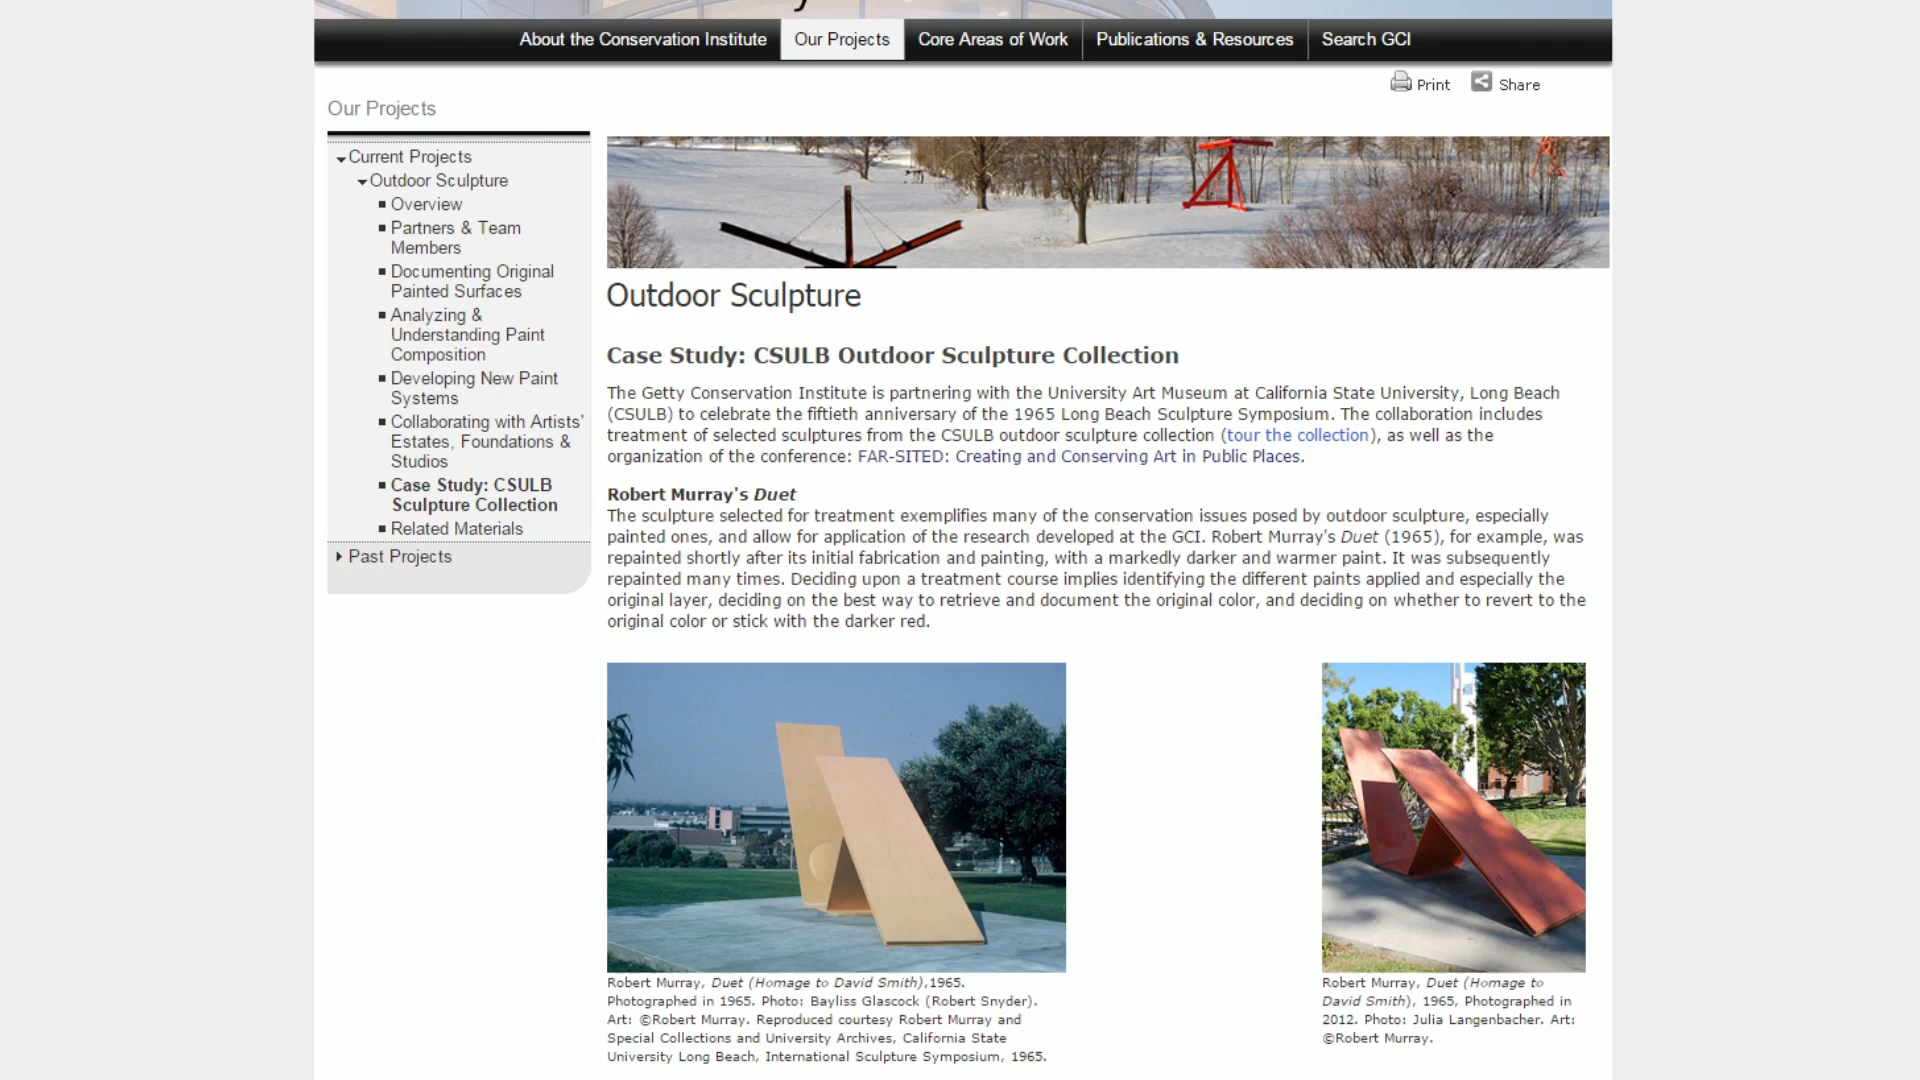 About the Conservation Institute
Our Projects
Core Areas of Work
Publications & Resources
Search GCI
Print
Share
Our Projects
Current Projects
Outdoor Sculpture
Overview
Partners & Team
Members
Documenting Original
Painted Surfaces
Analyzing &
Understanding Paint
Composition
Developing New Paint
Systems
Collaborating with Artists'
Estates, Foundations &
Studios
Case Study: CSULB
Sculpture Collection
Related Materials
Past Projects
Outdoor Sculpture
Case Study: CSULB Outdoor Sculpture Collection
The Getty Conservation Institute is partnering with the University Art Museum at California State University, Long Beach
(CSULB) to celebrate the fiftieth anniversary of the 1965 Long Beach Sculpture Symposium. The collaboration includes
treatment of selected sculptures from the CSULB outdoor sculpture collection (tour the collection), as well as the
organization of the conference: FAR-SITED: Creating and Conserving Art in Public Places.
Robert Murray's Duet
The sculpture selected for treatment exemplifies many of the conservation issues posed by outdoor sculpture, especially
painted ones, and allow for application of the research developed at the GCI. Robert Murray's Duet (1965), for example, was
repainted shortly after its initial fabrication and painting, with a markedly darker and warmer paint. It was subsequently
repainted many times. Deciding upon a treatment course implies identifying the different paints applied and especially the
original layer, deciding on the best way to retrieve and document the original color, and deciding on whether to revert to the
original color or stick with the darker red.
Robert Murray, Duet (Homage to David Smith),1965.
Photographed in 1965. Photo: Bayliss Glascock (Robert Snyder).
Art: ©Robert Murray. Reproduced courtesy Robert Murray and
Special Collections and University Archives, California State
University Long Beach, International Sculpture Symposium, 1965.
Robert Murray, Duet (Homage to
David Smith), 1965, Photographed in
2012. Photo: Julia Langenbacher. Art:
©Robert Murray.